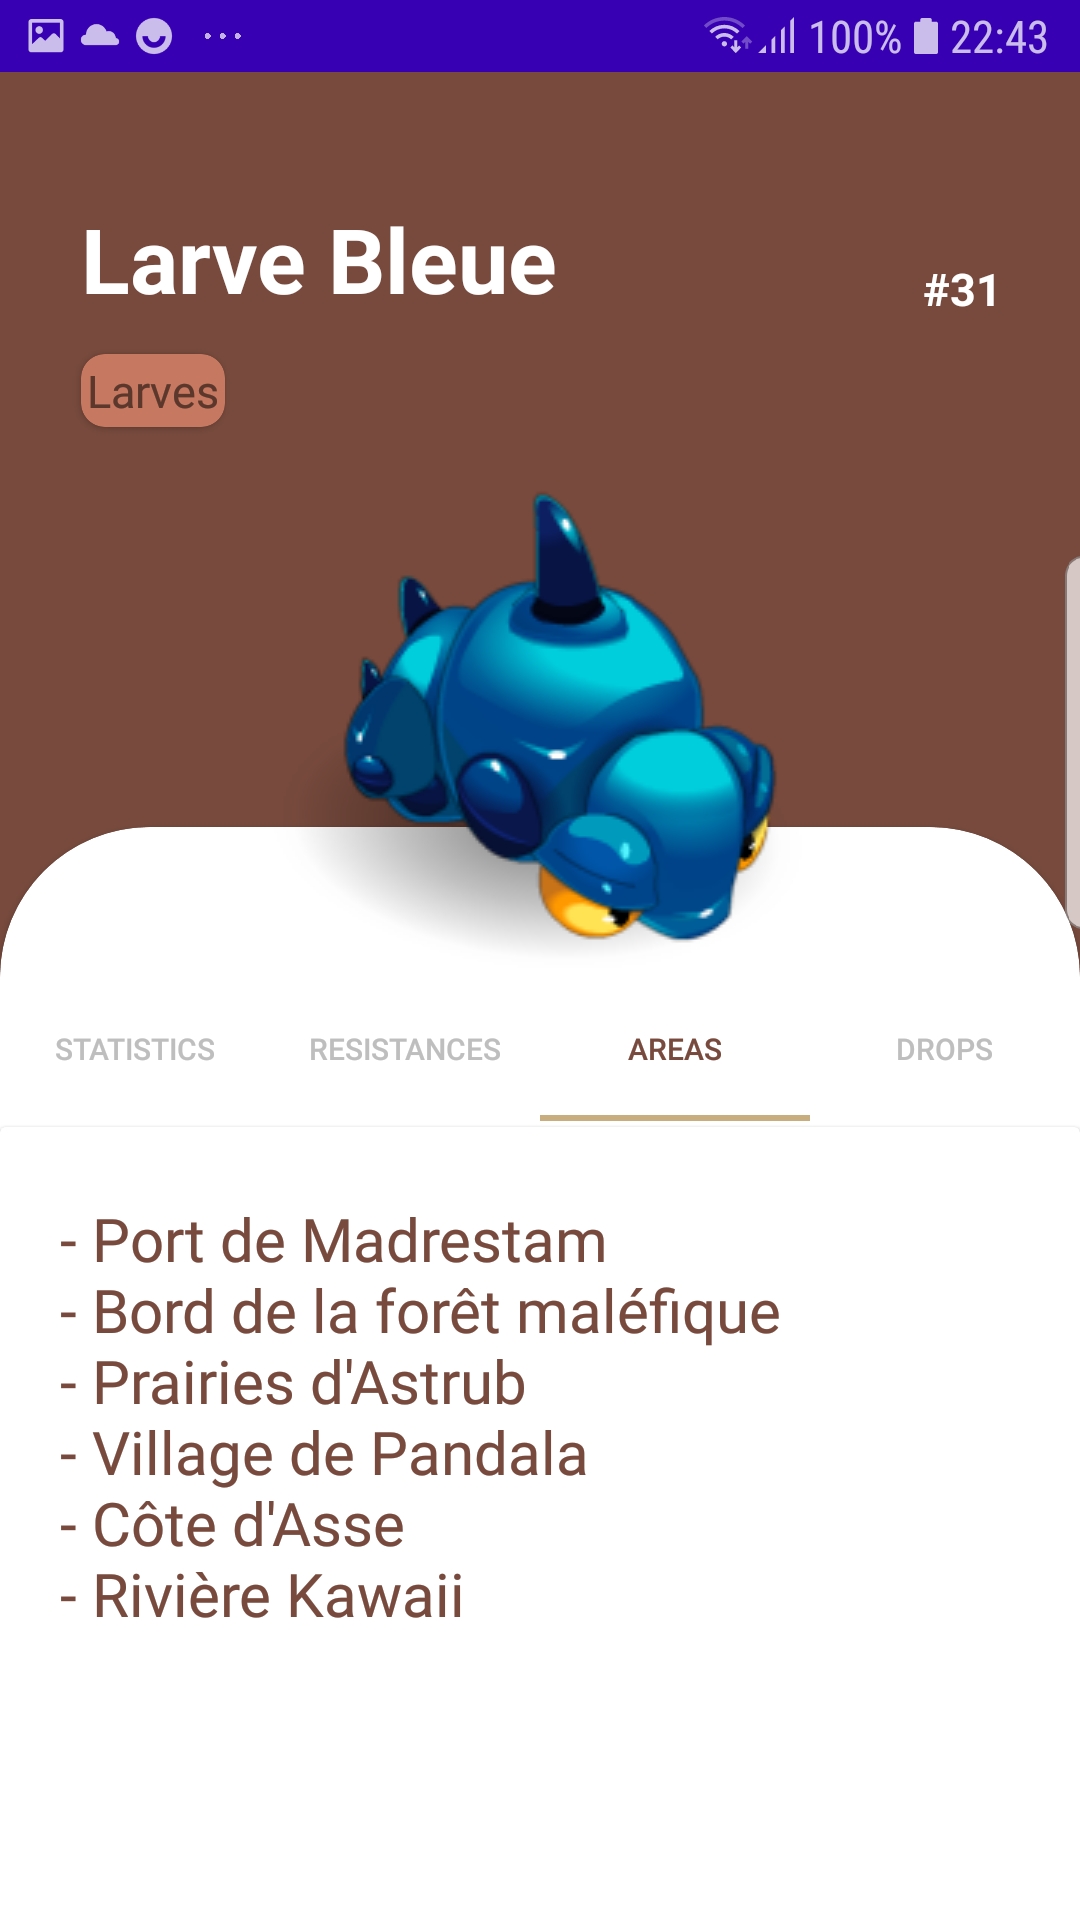 100% 22:43
Larve Bleue
#31
Larves
STATISTICS RESISTANCES AREAS DROPS
- Port de Madrestam
- Bord de la forêt maléfique
- Prairies d'Astrub
- Village de Pandala
- Côte d'Asse
- Rivière Kawaii